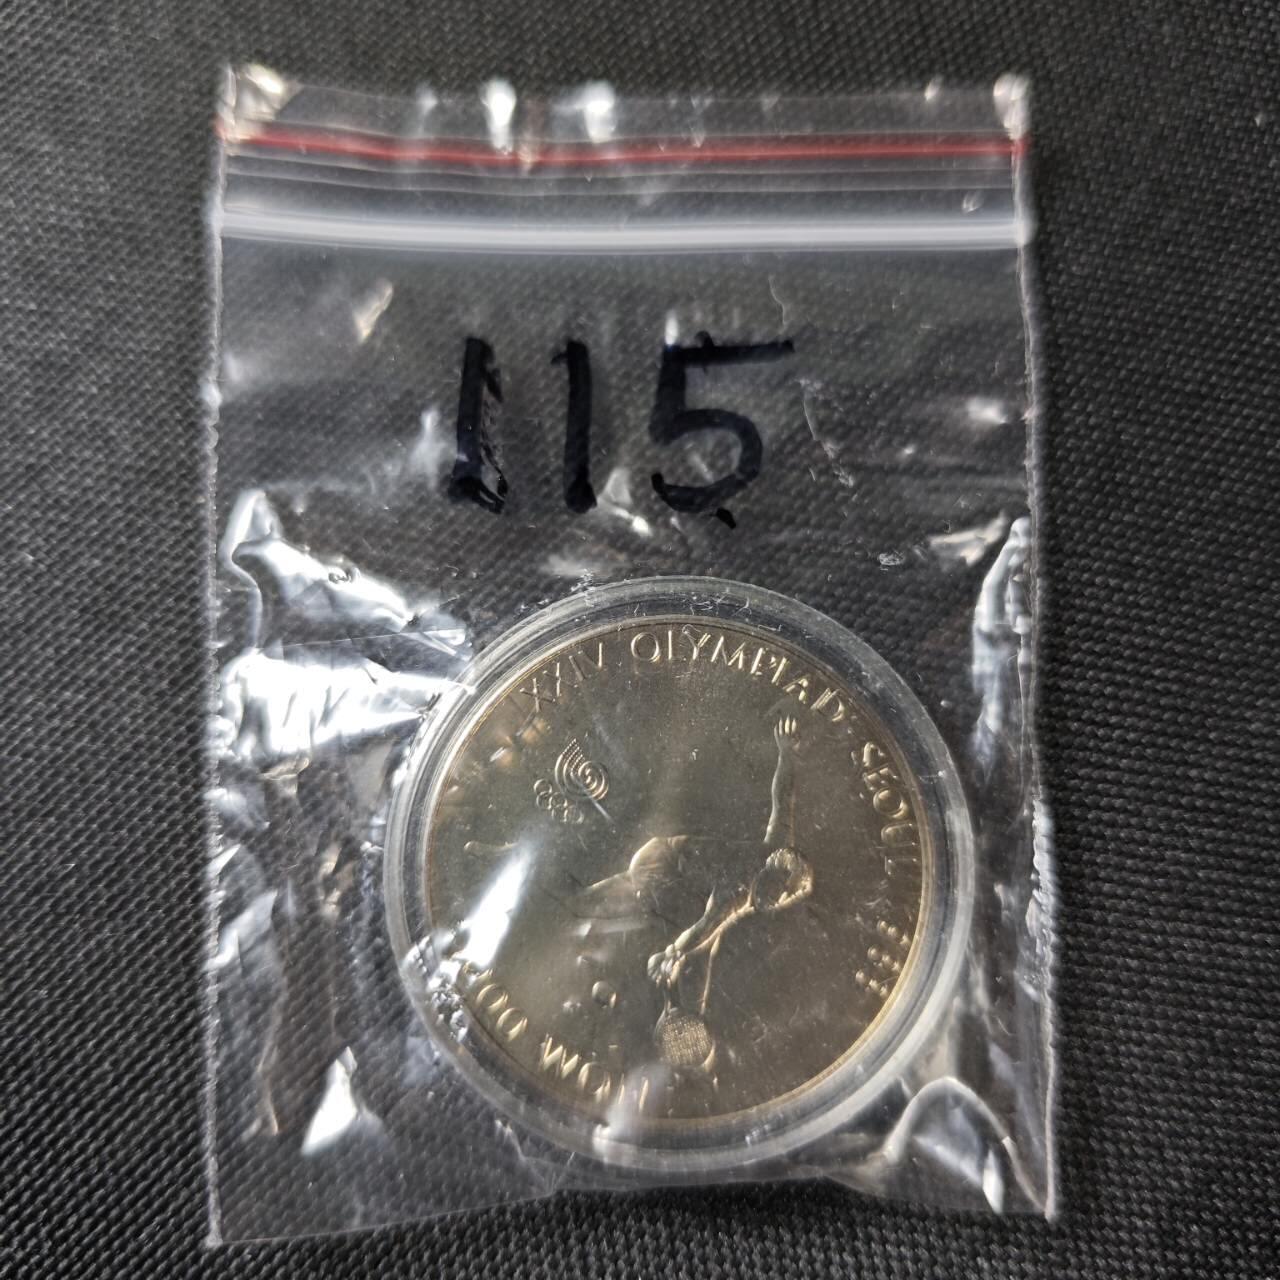 115
XXIV OLYMPIAD SEOUL 1988
WON